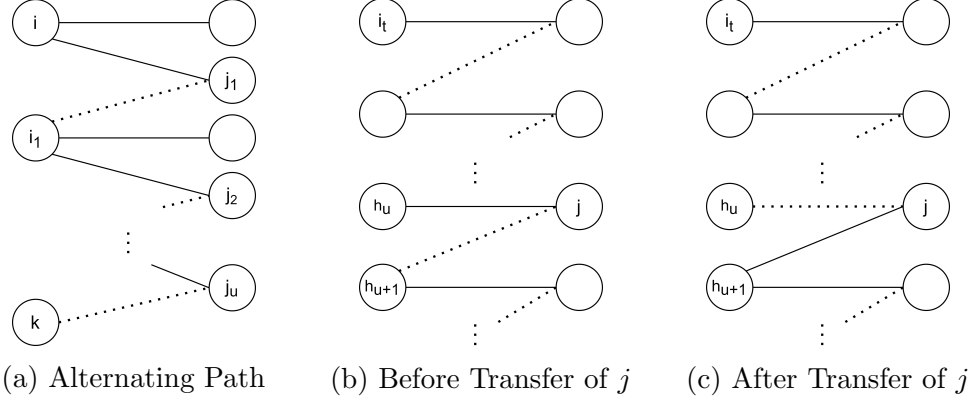 i
j₁
i₁
j₂
jᵤ
k
(a) Alternating Path
iₜ
hᵤ
j
hᵤ₊₁
(b) Before Transfer of j
iₜ
hᵤ
j
hᵤ₊₁
(c) After Transfer of j